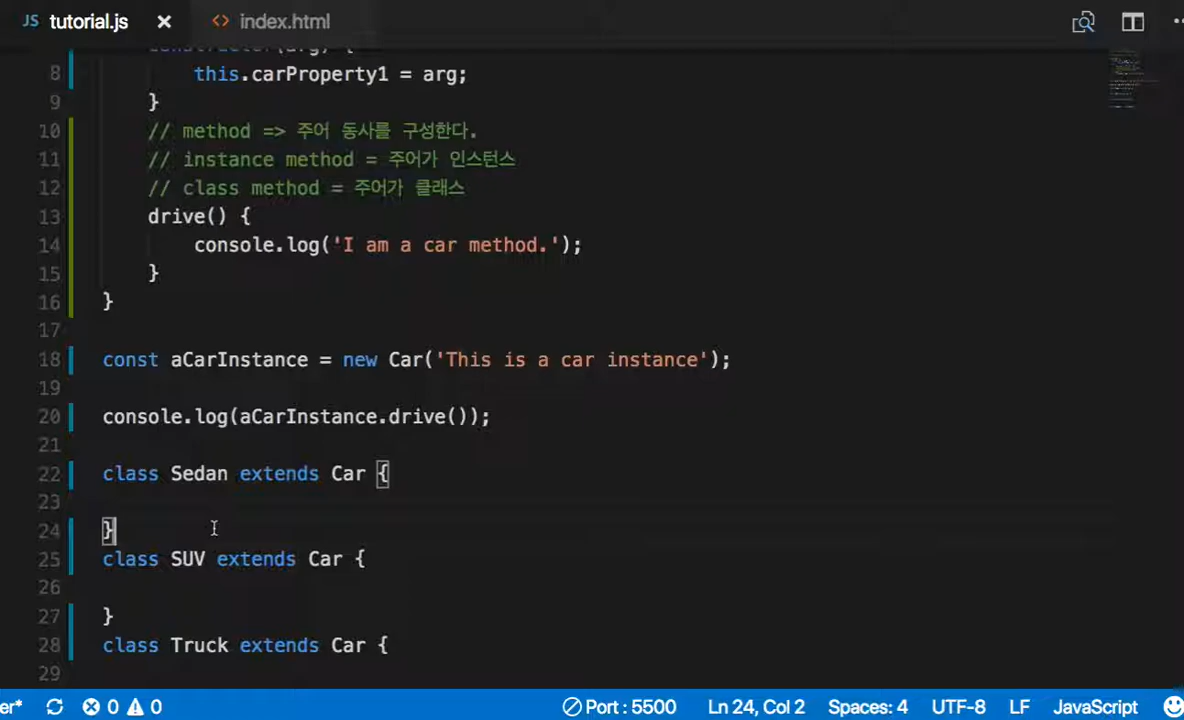 JS tutorial.js × <> index.html
constructor(arg) {
8 this.carProperty1 = arg;
9 }
10 // method => 주어 동사를 구성한다.
11 // instance method = 주어가 인스턴스
12 // class method = 주어가 클래스
13 drive() {
14 console.log('I am a car method.');
15 }
16 }
17
18 const aCarInstance = new Car('This is a car instance');
19
20 console.log(aCarInstance.drive());
21
22 class Sedan extends Car {
23
24 }
25 class SUV extends Car {
26
27 }
28 class Truck extends Car {
29
er* 0 0 Port : 5500 Ln 24, Col 2 Spaces: 4 UTF-8 LF JavaScript